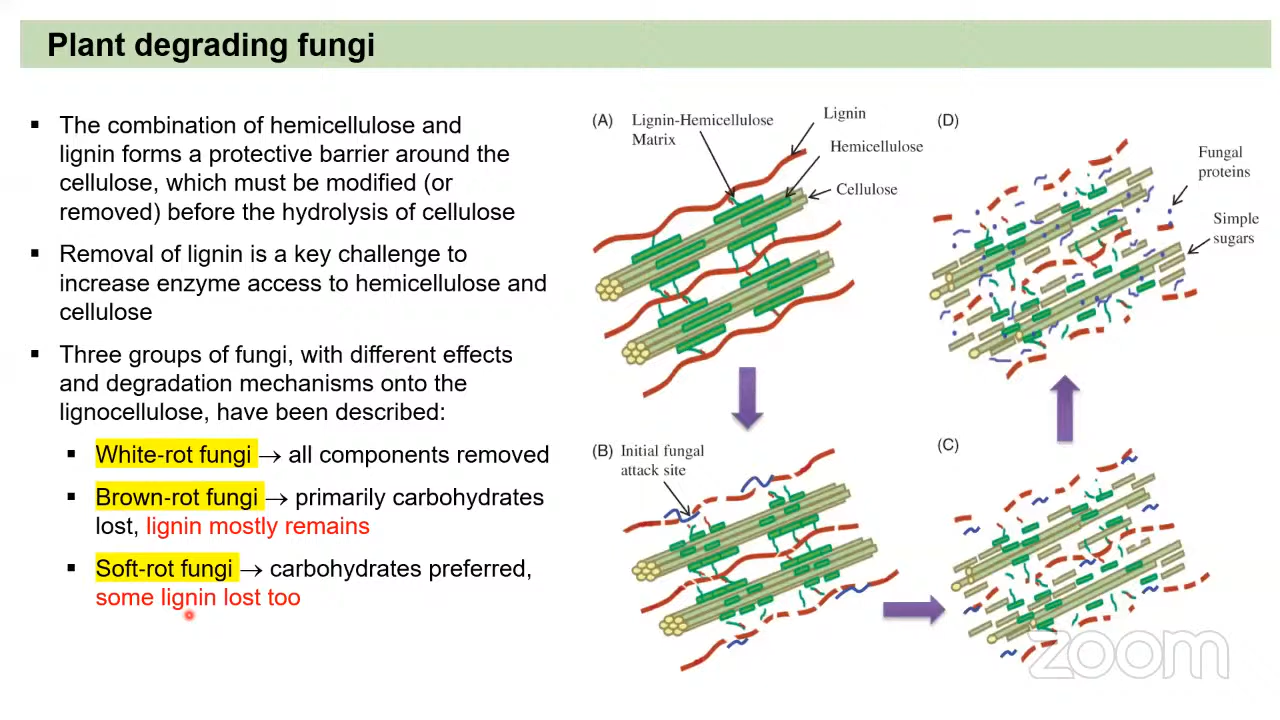 Plant degrading fungi
▪ The combination of hemicellulose and
lignin forms a protective barrier around the
cellulose, which must be modified (or
removed) before the hydrolysis of cellulose
▪ Removal of lignin is a key challenge to
increase enzyme access to hemicellulose and
cellulose
▪ Three groups of fungi, with different effects
and degradation mechanisms onto the
lignocellulose, have been described:
▪ White-rot fungi → all components removed
▪ Brown-rot fungi → primarily carbohydrates
lost, lignin mostly remains
▪ Soft-rot fungi → carbohydrates preferred,
some lignin lost too
(A)
Lignin-Hemicellulose
Matrix
Lignin
Hemicellulose
Cellulose
(B)
Initial fungal
attack site
(C)
(D)
Fungal
proteins
Simple
sugars
zoom